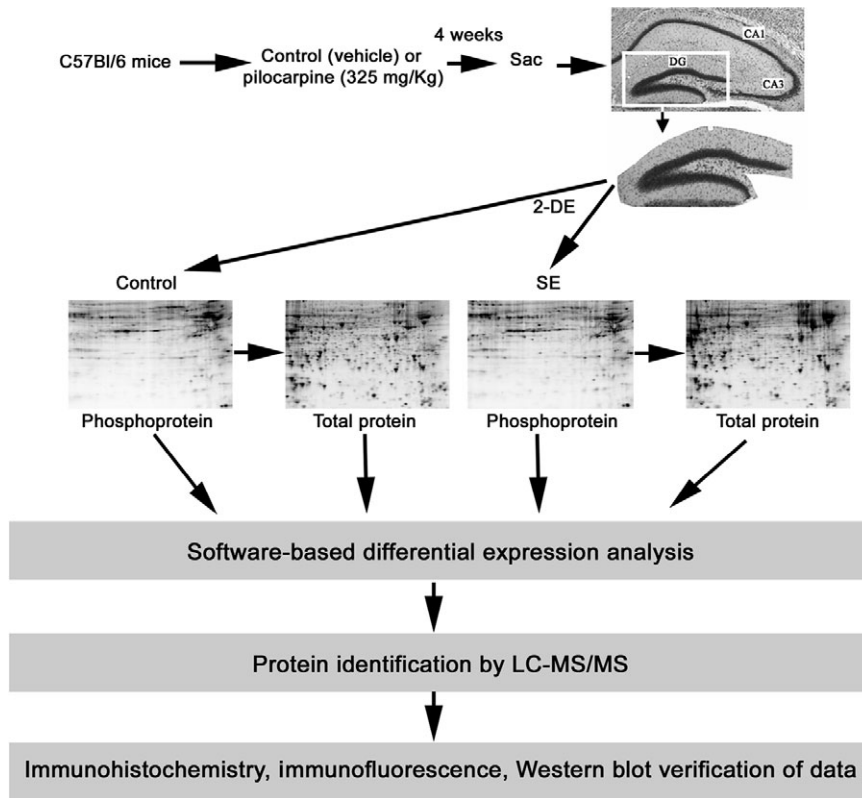 C57Bl/6 mice
Control (vehicle) or
pilocarpine (325 mg/Kg)
4 weeks
Sac
CA1
DG
CA3
2-DE
Control
SE
Phosphoprotein
Total protein
Phosphoprotein
Total protein
Software-based differential expression analysis
Protein identification by LC-MS/MS
Immunohistochemistry, immunofluorescence, Western blot verification of data